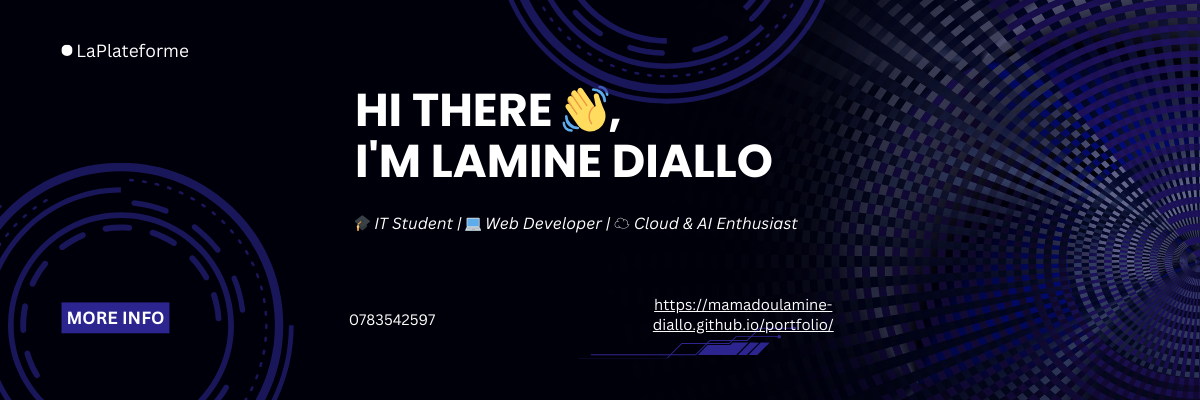 LaPlateforme
HI THERE 👋,
I'M LAMINE DIALLO
🎓 IT Student | 💻 Web Developer | ☁ Cloud & AI Enthusiast
MORE INFO
0783542597
https://mamadoulamine-
diallo.github.io/portfolio/